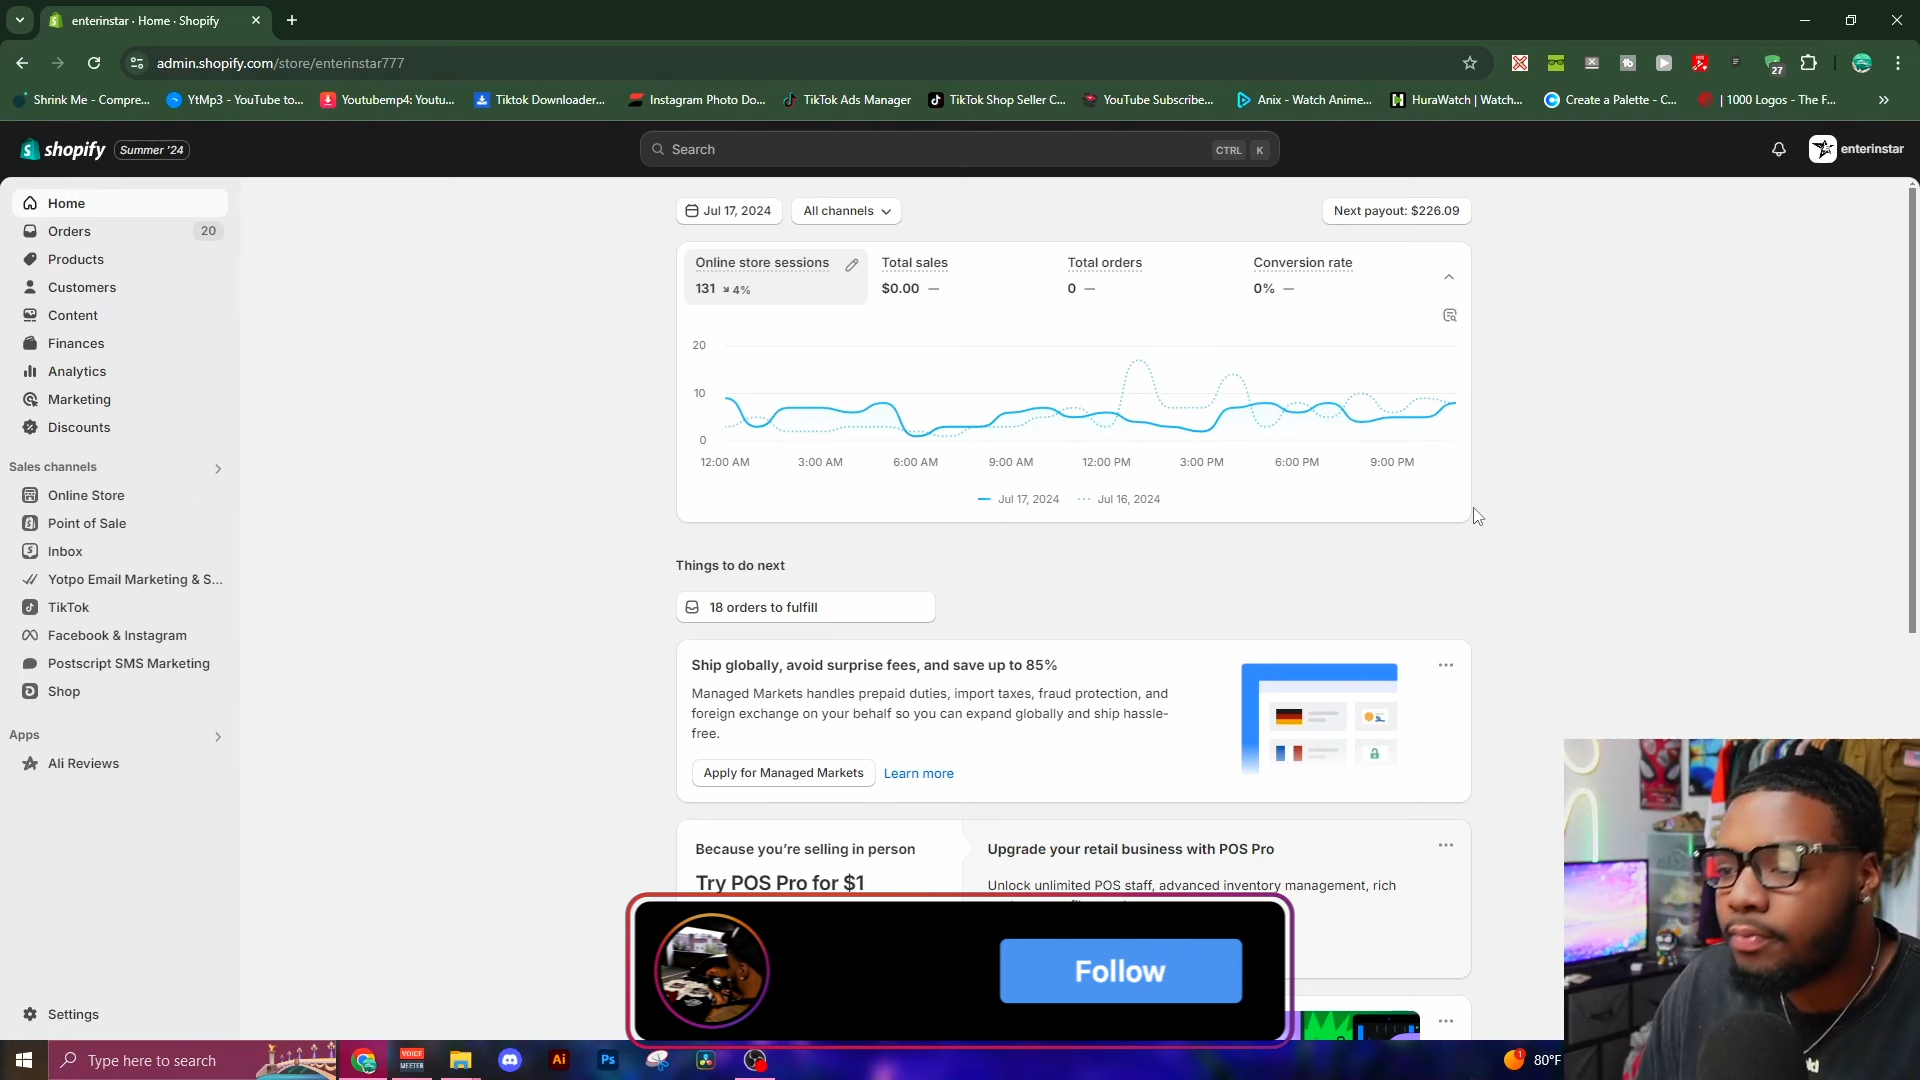 enterinstar · Home · Shopify
admin.shopify.com/store/enterinstar777
27
Shrink Me - Compre...
YtMp3 - YouTube to...
Youtubemp4: Youtu...
Tiktok Downloader...
Instagram Photo Do...
TikTok Ads Manager
TikTok Shop Seller C...
YouTube Subscribe...
Anix - Watch Anime...
HuraWatch | Watch...
Create a Palette - C...
| 1000 Logos - The F...
shopify
Summer '24
Search
CTRL K
enterinstar
Home
Orders 20
Products
Customers
Content
Finances
Analytics
Marketing
Discounts
Sales channels
Online Store
Point of Sale
Inbox
Yotpo Email Marketing & S...
TikTok
Facebook & Instagram
Postscript SMS Marketing
Shop
Apps
Ali Reviews
Settings
Jul 17, 2024
All channels
Next payout: $226.09
Online store sessions
131 4%
Total sales
$0.00 —
Total orders
0 —
Conversion rate
0% —
20
10
0
12:00 AM 3:00 AM 6:00 AM 9:00 AM 12:00 PM 3:00 PM 6:00 PM 9:00 PM
Jul 17, 2024 Jul 16, 2024
Things to do next
18 orders to fulfill
Ship globally, avoid surprise fees, and save up to 85%
Managed Markets handles prepaid duties, import taxes, fraud protection, and
foreign exchange on your behalf so you can expand globally and ship hassle-
free.
Apply for Managed Markets
Learn more
Because you're selling in person
Try POS Pro for $1
Upgrade your retail business with POS Pro
Unlock unlimited POS staff, advanced inventory management, rich
Follow
Type here to search
VOICE
MEETER
Ai
Ps
1
80°F